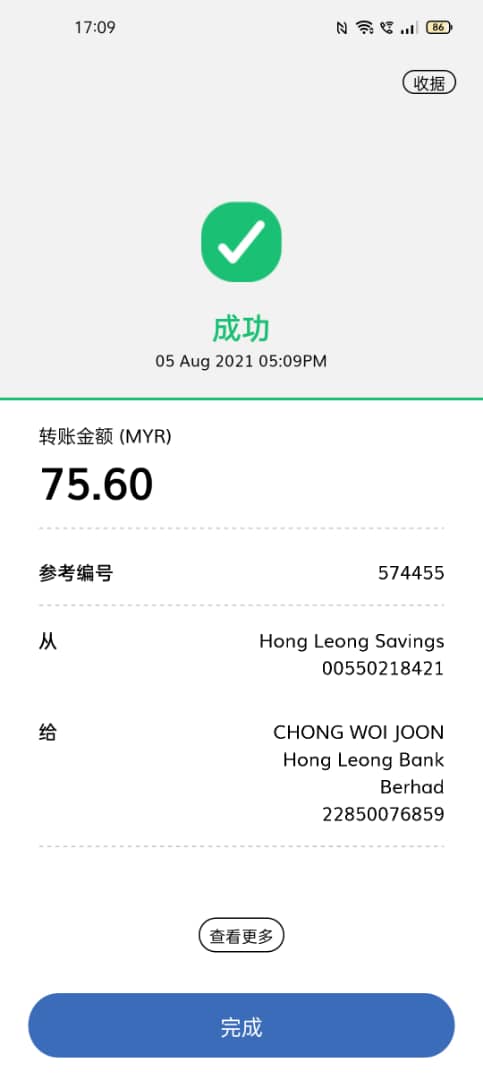 17:09
86
收据
成功
05 Aug 2021 05:09PM
转账金额 (MYR)
75.60
参考编号 574455
从 Hong Leong Savings
00550218421
给 CHONG WOI JOON
Hong Leong Bank
Berhad
22850076859
查看更多
完成